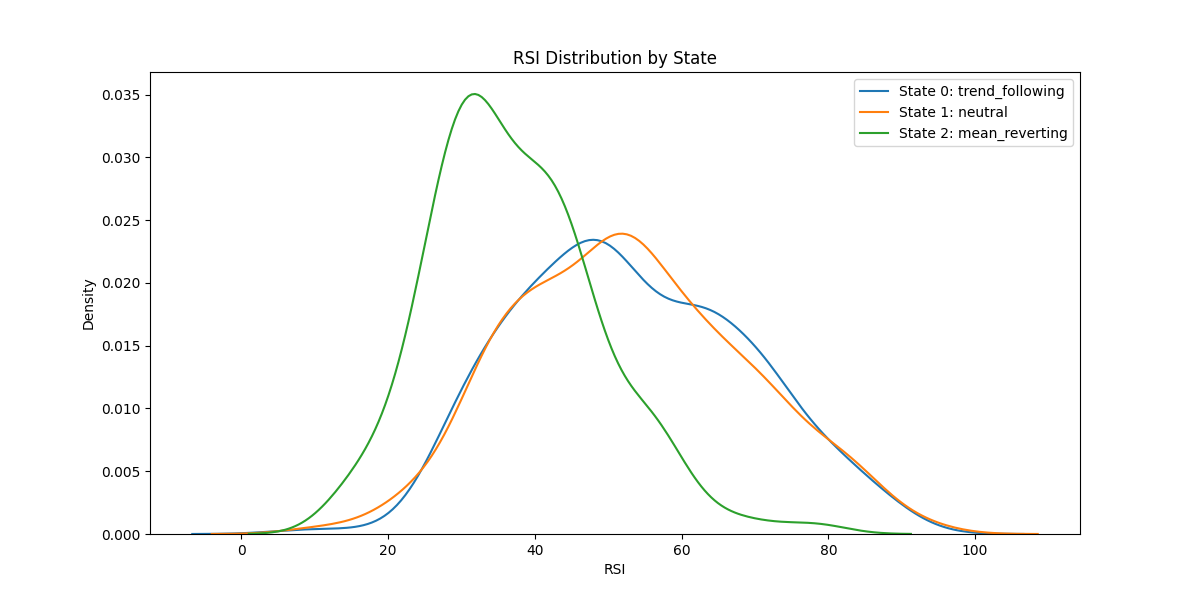 RSI Distribution by State
State 0: trend_following
State 1: neutral
State 2: mean_reverting
Density
0.035
0.030
0.025
0.020
0.015
0.010
0.005
0.000
0 20 40 60 80 100
RSI